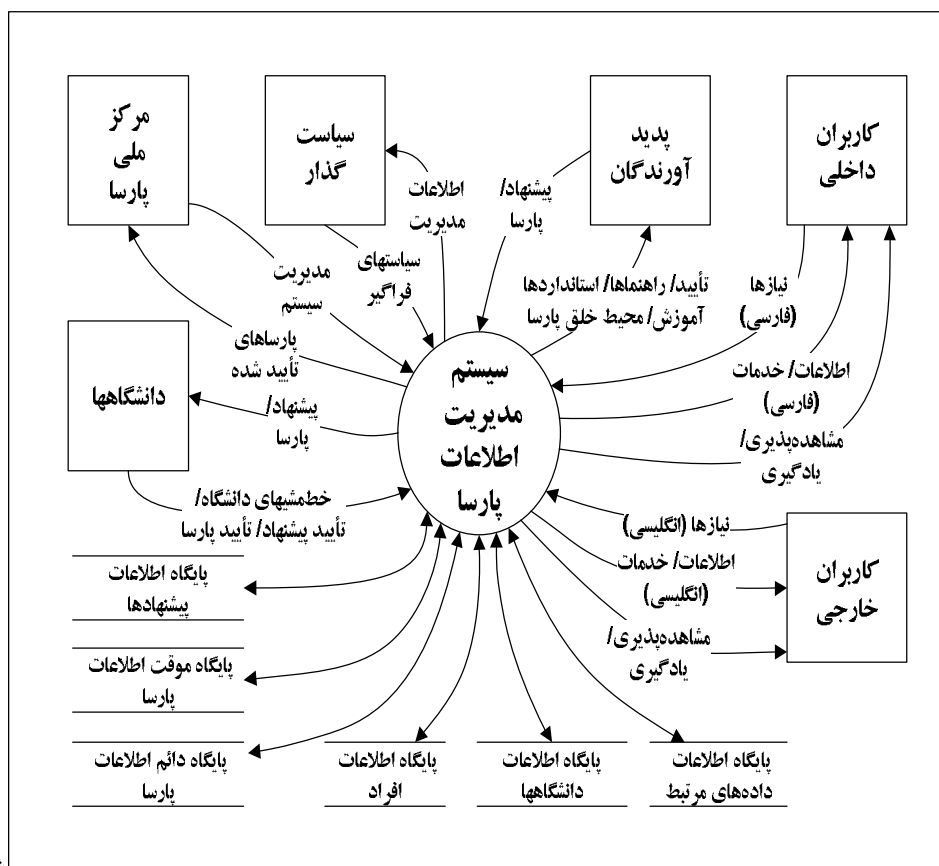 مرکز
ملی
پارسا
سیاست
گذار
پدید
آورندگان
کاربران
داخلی
اطلاعات
مدیریت
پیشنهاد/
پارسا
سیاستهای
فراگیر
مدیریت
سیستم
تأیید/ راهنماها/ استانداردها
آموزش/ محیط خلق پارسا
نیازها
(فارسی)
پارساهای
تأیید شده
دانشگاهها
پیشنهاد/
پارسا
سیستم
مدیریت
اطلاعات
پارسا
اطلاعات/ خدمات
(فارسی)
مشاهده‌پذیری/
یادگیری
خط‌مشیهای دانشگاه/
تأیید پیشنهاد/ تأیید پارسا
نیازها (انگلیسی)
اطلاعات/ خدمات
(انگلیسی)
مشاهده‌پذیری/
یادگیری
کاربران
خارجی
پایگاه اطلاعات
پیشنهادها
پایگاه موقت اطلاعات
پارسا
پایگاه دائم اطلاعات
پارسا
پایگاه اطلاعات
افراد
پایگاه اطلاعات
دانشگاهها
پایگاه اطلاعات
داده‌های مرتبط